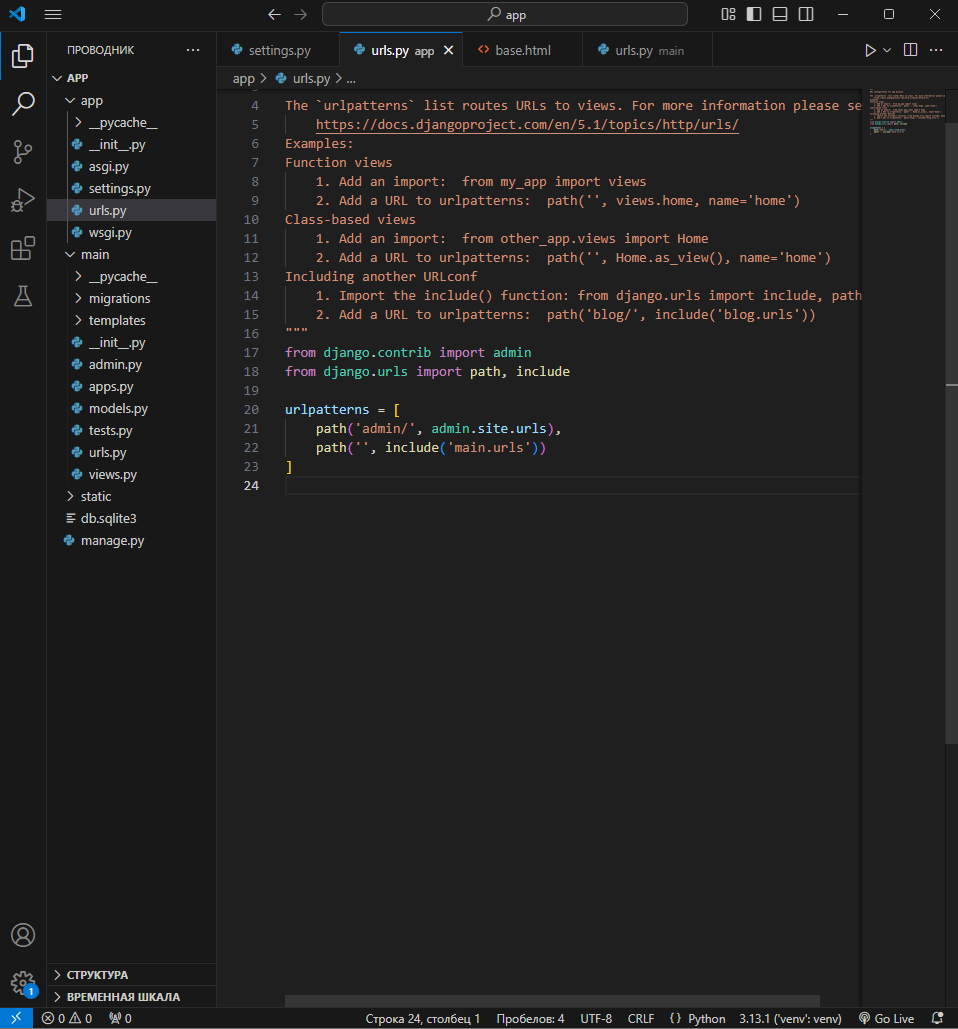 app
ПРОВОДНИК ...
settings.py
urls.py app
base.html
urls.py main
app > urls.py > ...
APP
app
__pycache__
__init__.py
asgi.py
settings.py
urls.py
wsgi.py
main
__pycache__
migrations
templates
__init__.py
admin.py
apps.py
models.py
tests.py
urls.py
views.py
static
db.sqlite3
manage.py
СТРУКТУРА
ВРЕМЕННАЯ ШКАЛА
4 The `urlpatterns` list routes URLs to views. For more information please se
5 https://docs.djangoproject.com/en/5.1/topics/http/urls/
6 Examples:
7 Function views
8 1. Add an import:  from my_app import views
9 2. Add a URL to urlpatterns:  path('', views.home, name='home')
10 Class-based views
11 1. Add an import:  from other_app.views import Home
12 2. Add a URL to urlpatterns:  path('', Home.as_view(), name='home')
13 Including another URLconf
14 1. Import the include() function: from django.urls import include, path
15 2. Add a URL to urlpatterns:  path('blog/', include('blog.urls'))
16 """
17 from django.contrib import admin
18 from django.urls import path, include
19
20 urlpatterns = [
21 path('admin/', admin.site.urls),
22 path('', include('main.urls'))
23 ]
24
1
0 0 0 Строка 24, столбец 1 Пробелов: 4 UTF-8 CRLF {} Python 3.13.1 ('venv': venv) Go Live